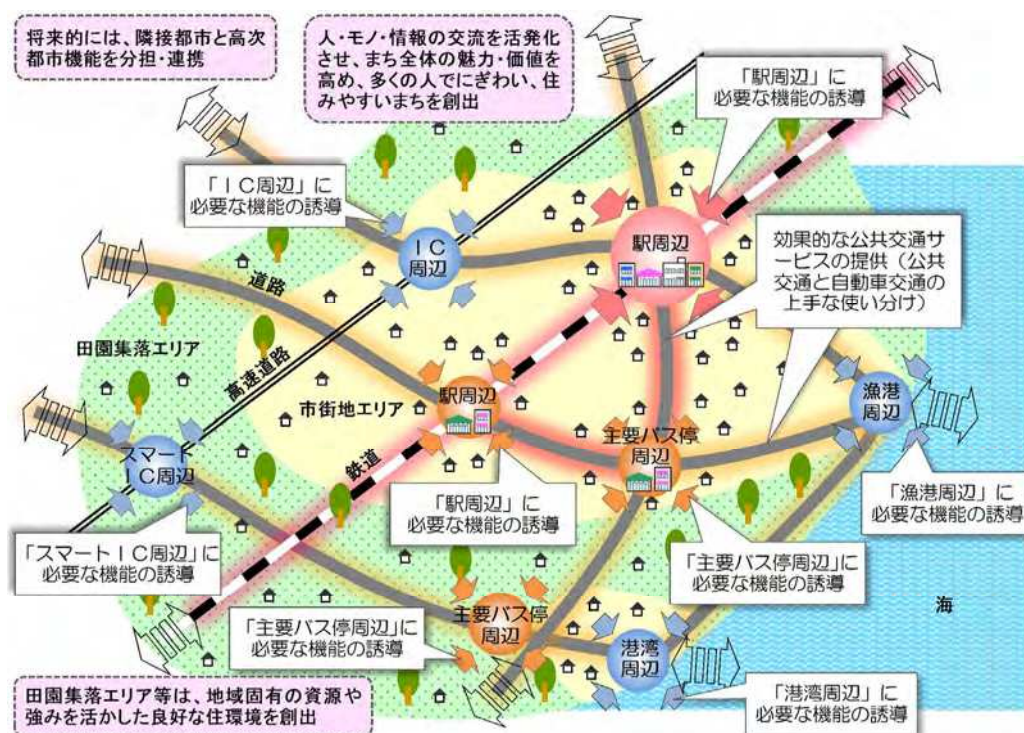 将来的には、隣接都市と高次
都市機能を分担・連携
人・モノ・情報の交流を活発化
させ、まち全体の魅力・価値を
高め、多くの人でにぎわい、住
みやすいまちを創出
「駅周辺」に
必要な機能の誘導
「ＩＣ周辺」に
必要な機能の誘導
ＩＣ
周辺
駅周辺
効果的な公共交通サ
ービスの提供（公共
交通と自動車交通の
上手な使い分け）
道路
田園集落エリア
高速道路
市街地エリア
駅周辺
主要バス停
周辺
漁港
周辺
スマート
ＩＣ周辺
鉄道
「駅周辺」に
必要な機能の誘導
「漁港周辺」に
必要な機能の誘導
「スマートＩＣ周辺」に
必要な機能の誘導
「主要バス停周辺」に
必要な機能の誘導
主要バス停
周辺
「主要バス停周辺」に
必要な機能の誘導
海
港湾
周辺
「港湾周辺」に
必要な機能の誘導
田園集落エリア等は、地域固有の資源や
強みを活かした良好な住環境を創出